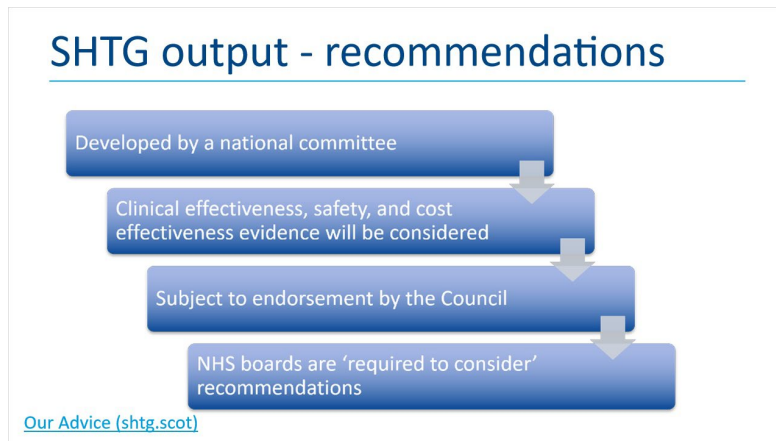 SHTG output - recommendations
Developed by a national committee
Clinical effectiveness, safety, and cost
effectiveness evidence will be considered
Subject to endorsement by the Council
NHS boards are ‘required to consider’
recommendations
Our Advice (shtg.scot)